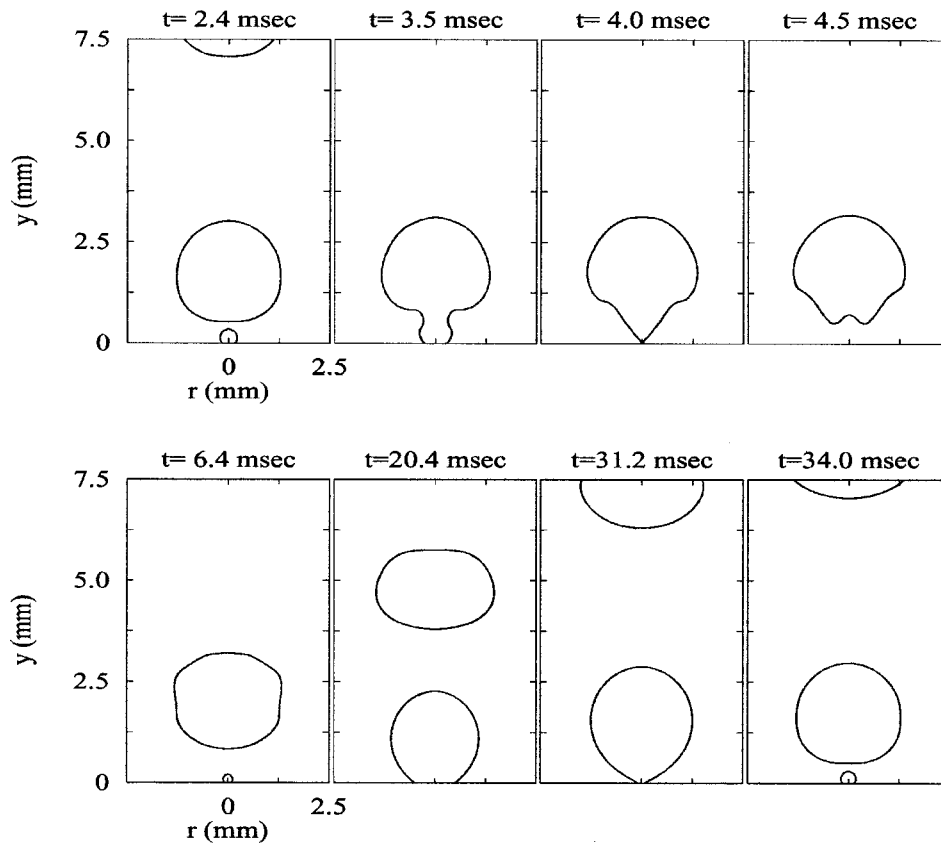 t= 2.4 msec t= 3.5 msec t= 4.0 msec t= 4.5 msec
7.5
5.0
2.5
0
y (mm)
0 2.5
r (mm)
t= 6.4 msec t=20.4 msec t=31.2 msec t=34.0 msec
7.5
5.0
2.5
0
y (mm)
0 2.5
r (mm)